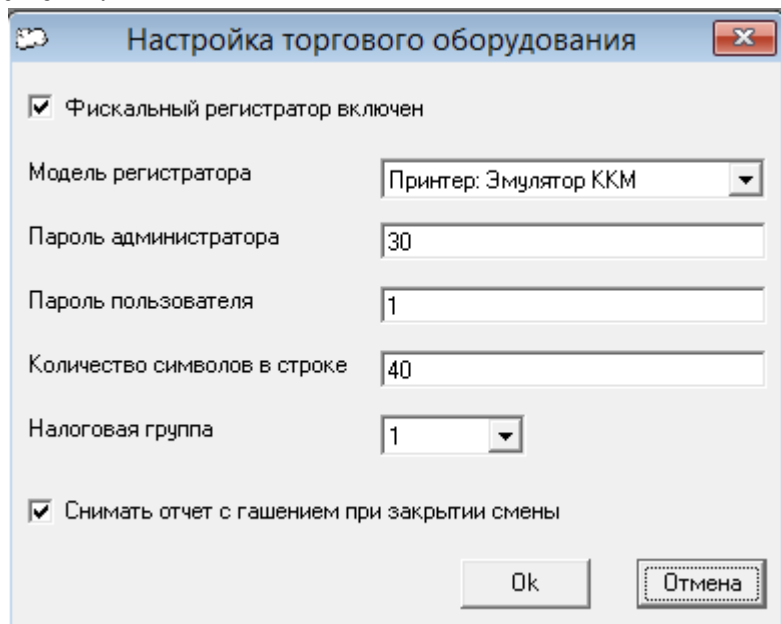 Настройка торгового оборудования
Фискальный регистратор включен
Модель регистратора Принтер: Эмулятор ККМ
Пароль администратора 30
Пароль пользователя 1
Количество символов в строке 40
Налоговая группа 1
Снимать отчет с гашением при закрытии смены
Ok Отмена